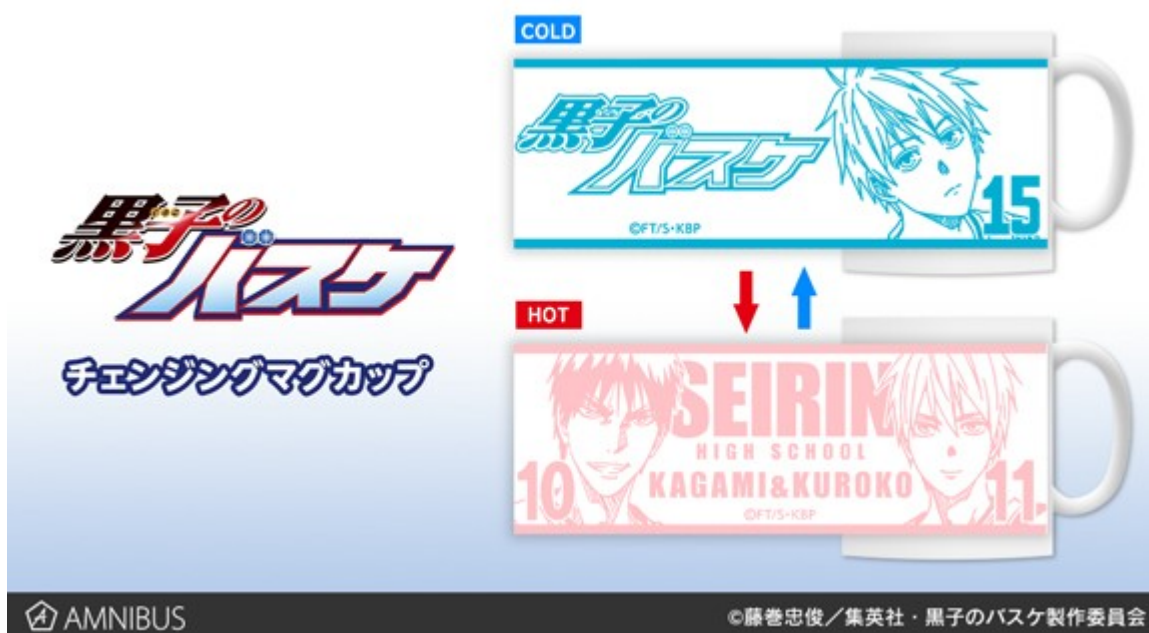 黒子の
バスケ
チェンジングマグカップ
COLD
黒子の
バスケ
15
©FT/S・KBP
HOT
SEIRIN
HIGH SCHOOL
KAGAMI&KUROKO
10
11
©FT/S・KBP
AMNIBUS
©藤巻忠俊／集英社・黒子のバスケ製作委員会